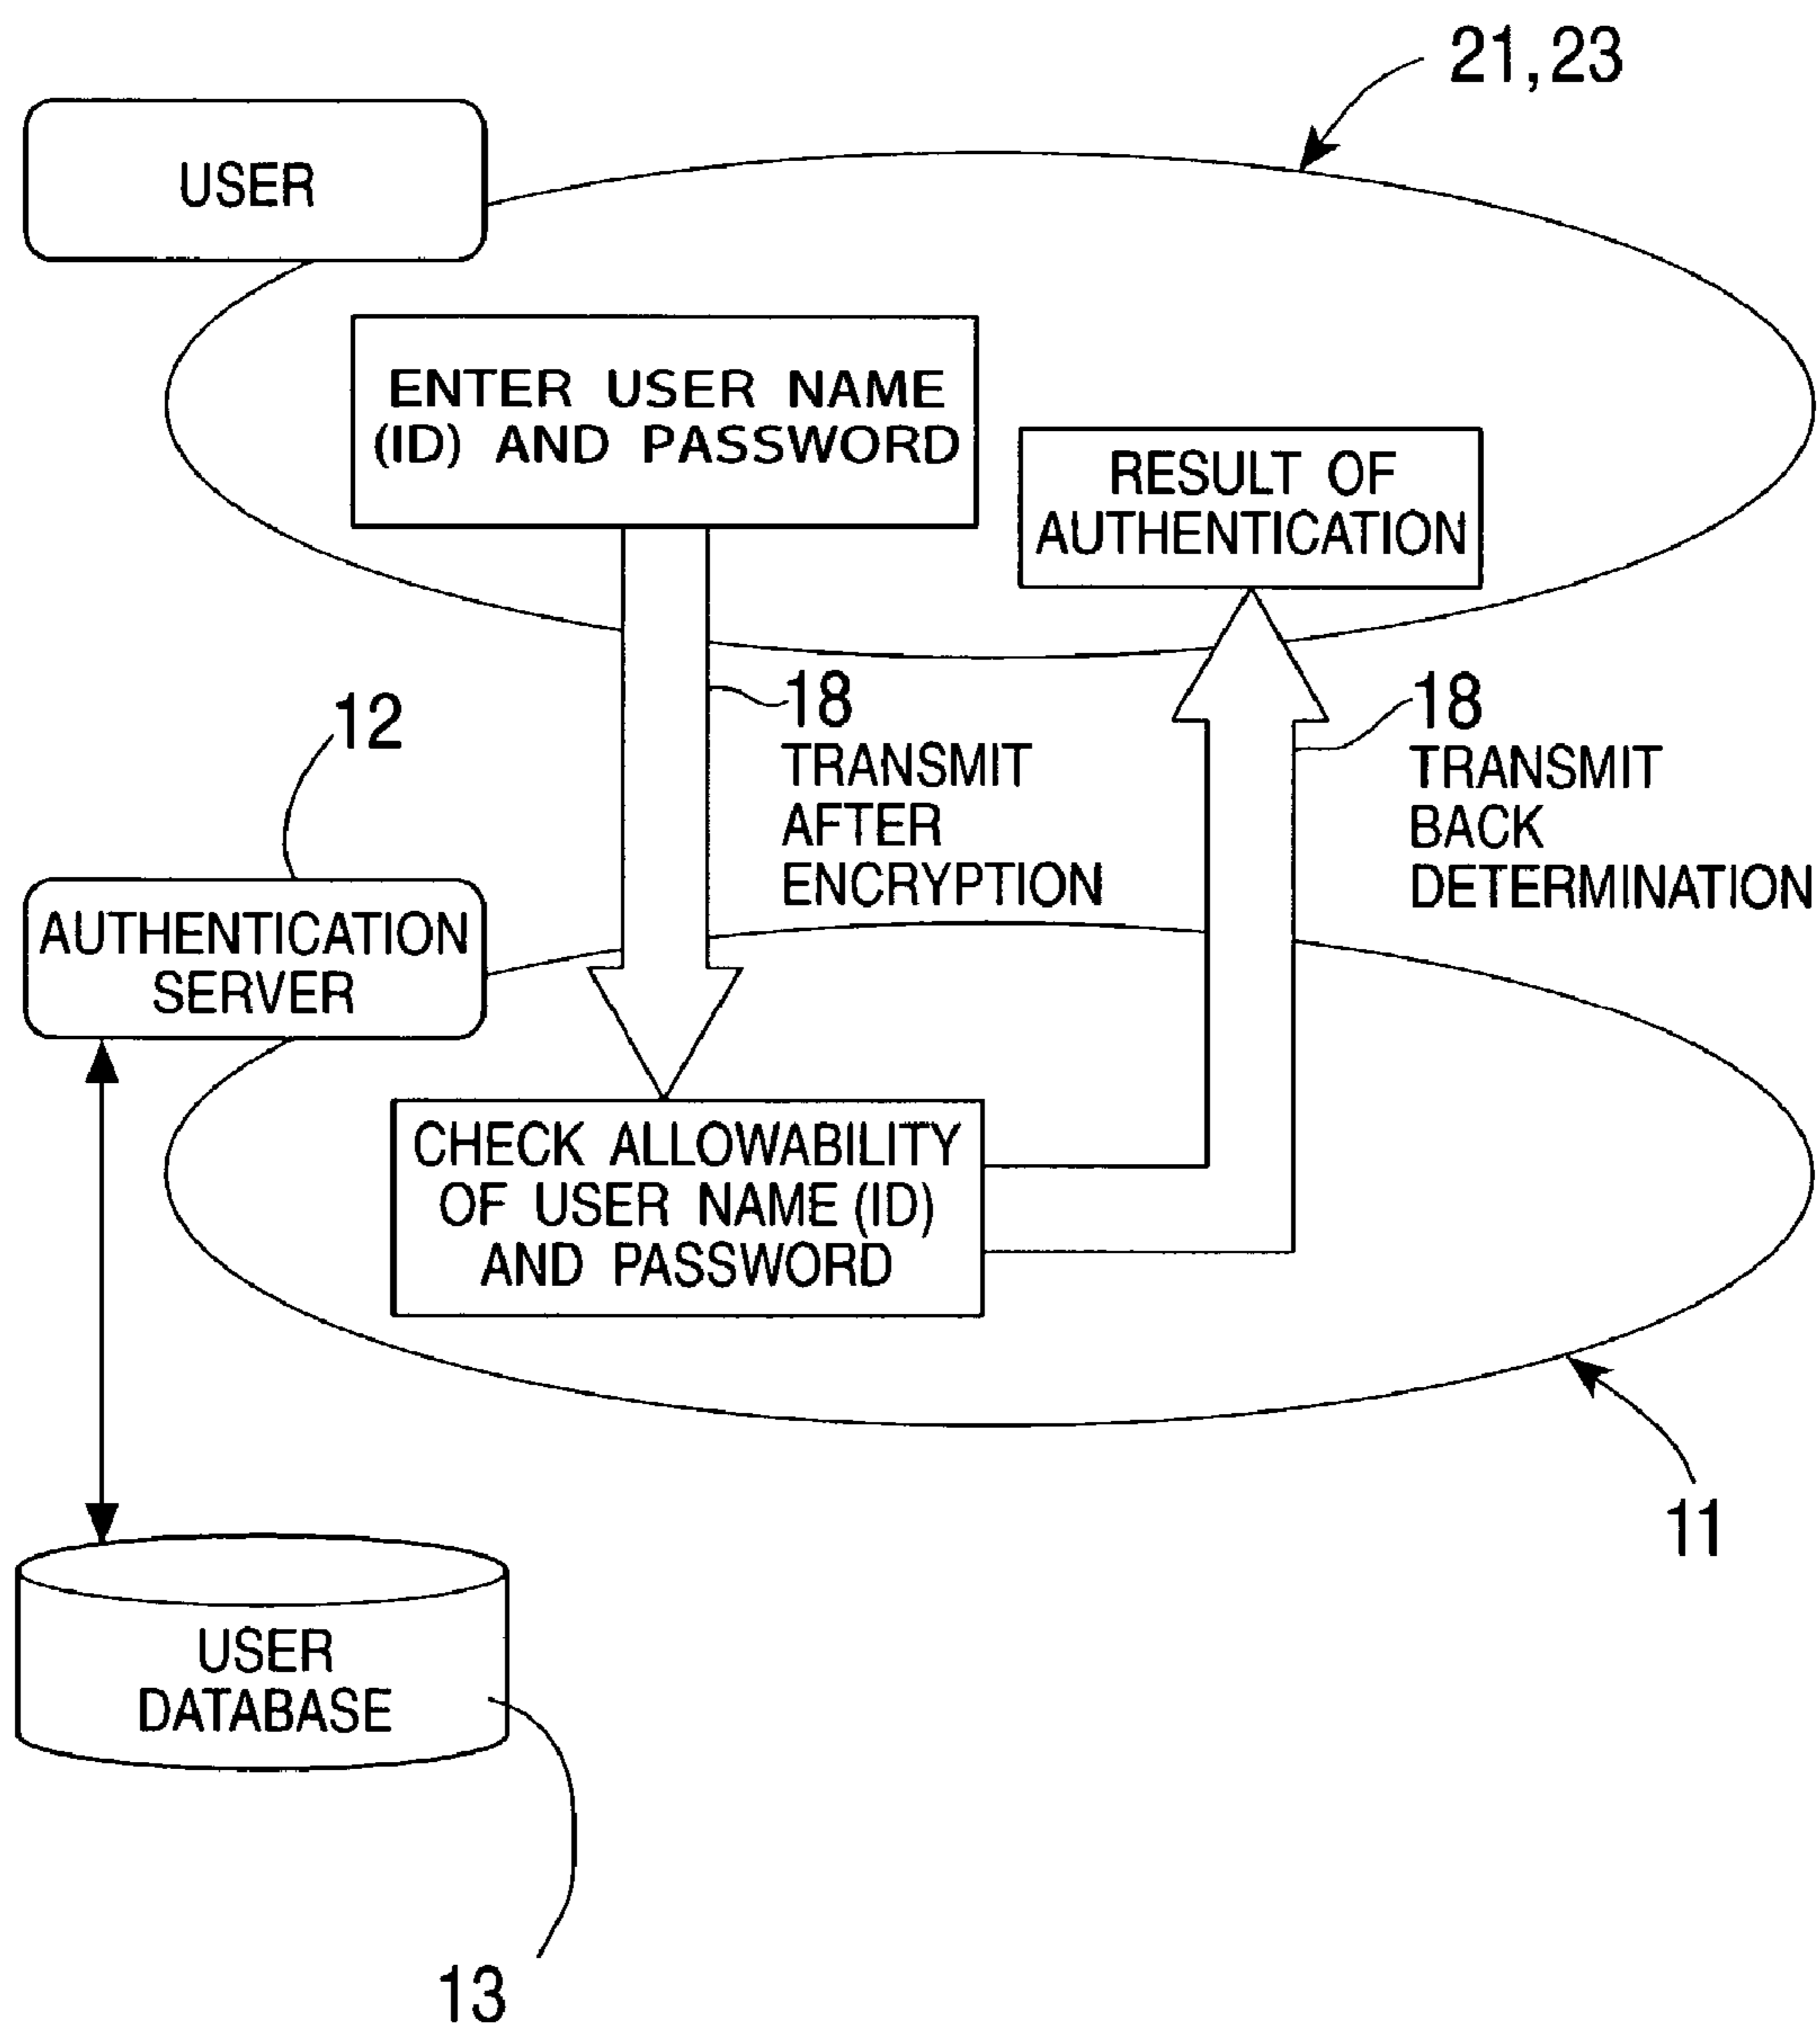 21,23
USER
ENTER USER NAME
(ID) AND PASSWORD
RESULT OF
AUTHENTICATION
18
TRANSMIT
AFTER
ENCRYPTION
18
TRANSMIT
BACK
DETERMINATION
12
AUTHENTICATION
SERVER
CHECK ALLOWABILITY
OF USER NAME (ID)
AND PASSWORD
11
USER
DATABASE
13